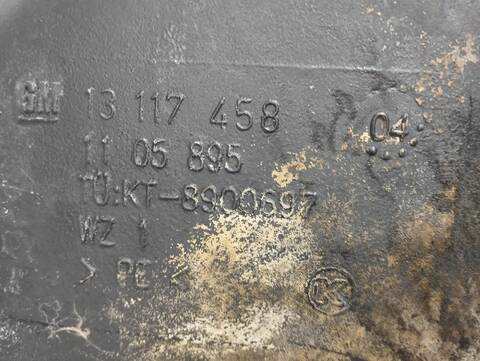 GM 13 117 458
04
11 05 895
TU:KT-8900697
WZ 1
> PE <